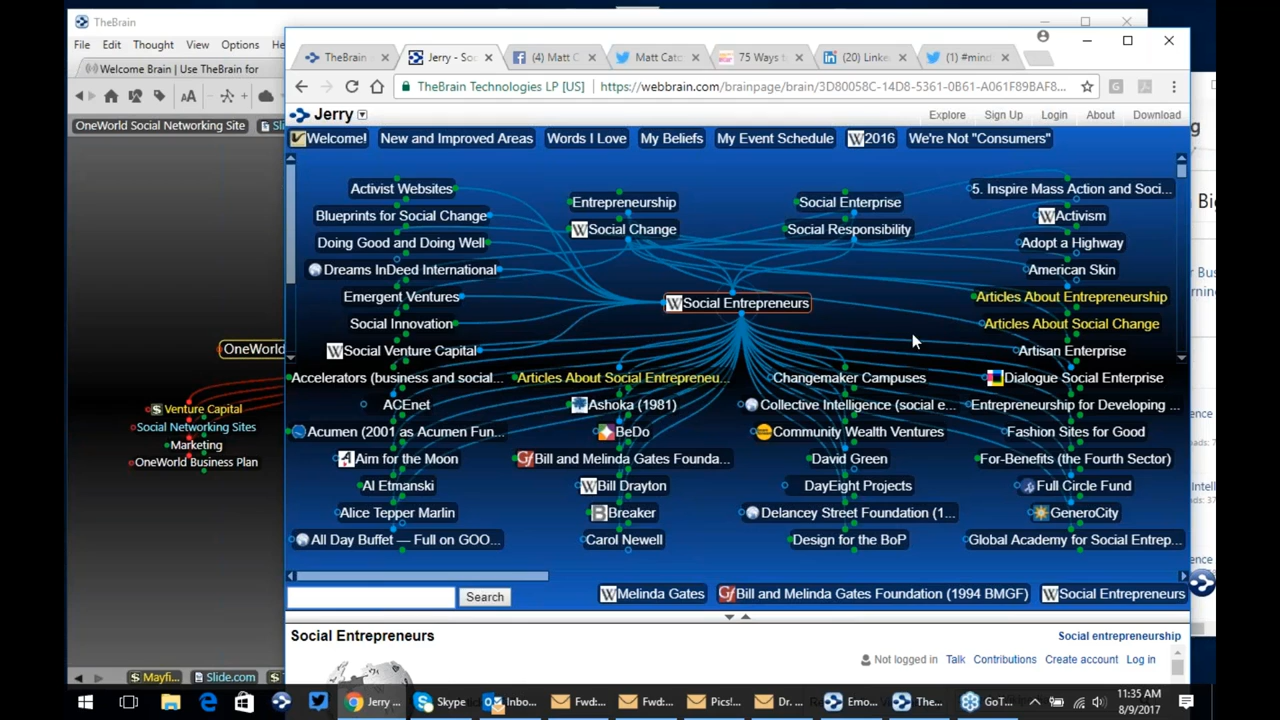 TheBrain
File Edit Thought View Options
Welcome Brain | Use TheBrain for
OneWorld Social Networking Site
OneWorld
Venture Capital
Social Networking Sites
Marketing
OneWorld Business Plan
Mayfi...
Slide.com
TheBrain
Jerry - So
(4) Matt C
Matt Catc
75 Ways t
(20) Linke
(1) #mind
TheBrain Technologies LP [US] https://webbrain.com/brainpage/brain/3D80058C-14D8-5361-0B61-A061F89BAF8...
Jerry
Explore Sign Up Login About Download
Welcome! New and Improved Areas Words I Love My Beliefs My Event Schedule 2016 We're Not "Consumers"
Activist Websites
Blueprints for Social Change
Doing Good and Doing Well
Dreams InDeed International
Emergent Ventures
Social Innovation
Social Venture Capital
Entrepreneurship
Social Change
Social Enterprise
Social Responsibility
Social Entrepreneurs
5. Inspire Mass Action and Soci...
Activism
Adopt a Highway
American Skin
Articles About Entrepreneurship
Articles About Social Change
Artisan Enterprise
Accelerators (business and social...
ACEnet
Acumen (2001 as Acumen Fun...
Aim for the Moon
Al Etmanski
Alice Tepper Marlin
All Day Buffet — Full on GOO...
Articles About Social Entrepreneu...
Ashoka (1981)
BeDo
Bill and Melinda Gates Founda...
Bill Drayton
Breaker
Carol Newell
Changemaker Campuses
Collective Intelligence (social e...
Community Wealth Ventures
David Green
DayEight Projects
Delancey Street Foundation (1...
Design for the BoP
Dialogue Social Enterprise
Entrepreneurship for Developing ...
Fashion Sites for Good
For-Benefits (the Fourth Sector)
Full Circle Fund
GeneroCity
Global Academy for Social Entrep...
Search
Melinda Gates Bill and Melinda Gates Foundation (1994 BMGF) Social Entrepreneurs
Social Entrepreneurs
Social entrepreneurship
Not logged in Talk Contributions Create account Log in
Jerry ... Skype Inbo... Fwd:... Fwd:... Pics!... Dr. ... Emo... The... GoT...
11:35 AM
8/9/2017